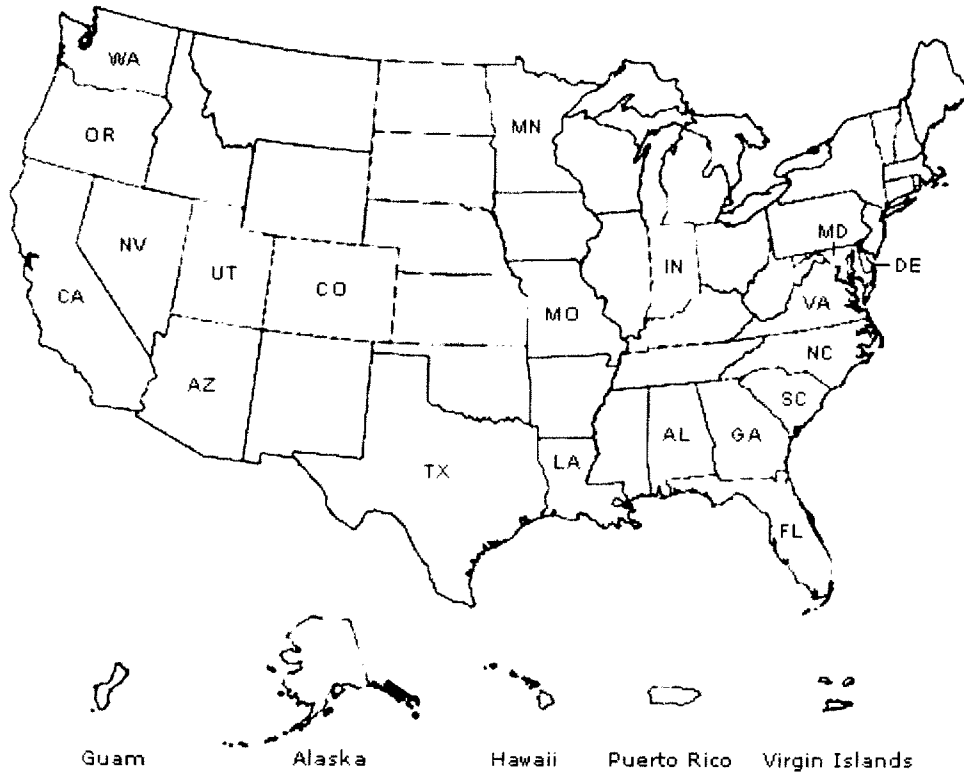 WA
MN
OR
MD
NV
IN
DE
UT
CO
CA
MO
VA
NC
AZ
SC
AL
GA
LA
TX
FL
Guam
Alaska
Hawaii
Puerto Rico
Virgin Islands